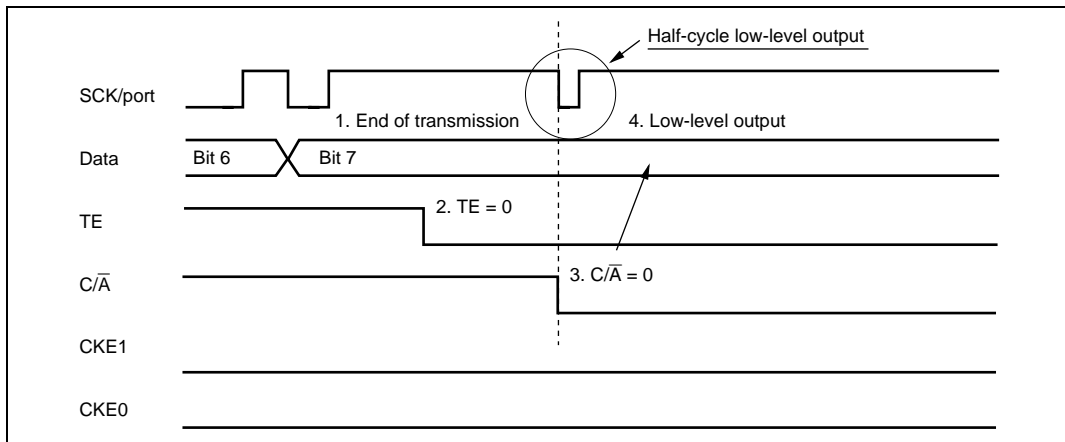 Half-cycle low-level output
SCK/port
1. End of transmission
4. Low-level output
Data
Bit 6
Bit 7
TE
2. TE = 0
C/A̅
3. C/A̅ = 0
CKE1
CKE0